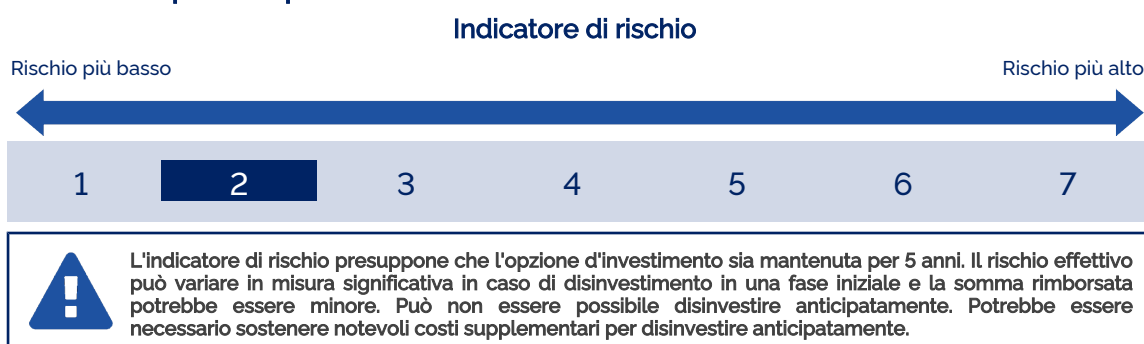 Indicatore di rischio
Rischio più basso Rischio più alto
1 2 3 4 5 6 7
L'indicatore di rischio presuppone che l'opzione d'investimento sia mantenuta per 5 anni. Il rischio effettivo
può variare in misura significativa in caso di disinvestimento in una fase iniziale e la somma rimborsata
potrebbe essere minore. Può non essere possibile disinvestire anticipatamente. Potrebbe essere
necessario sostenere notevoli costi supplementari per disinvestire anticipatamente.